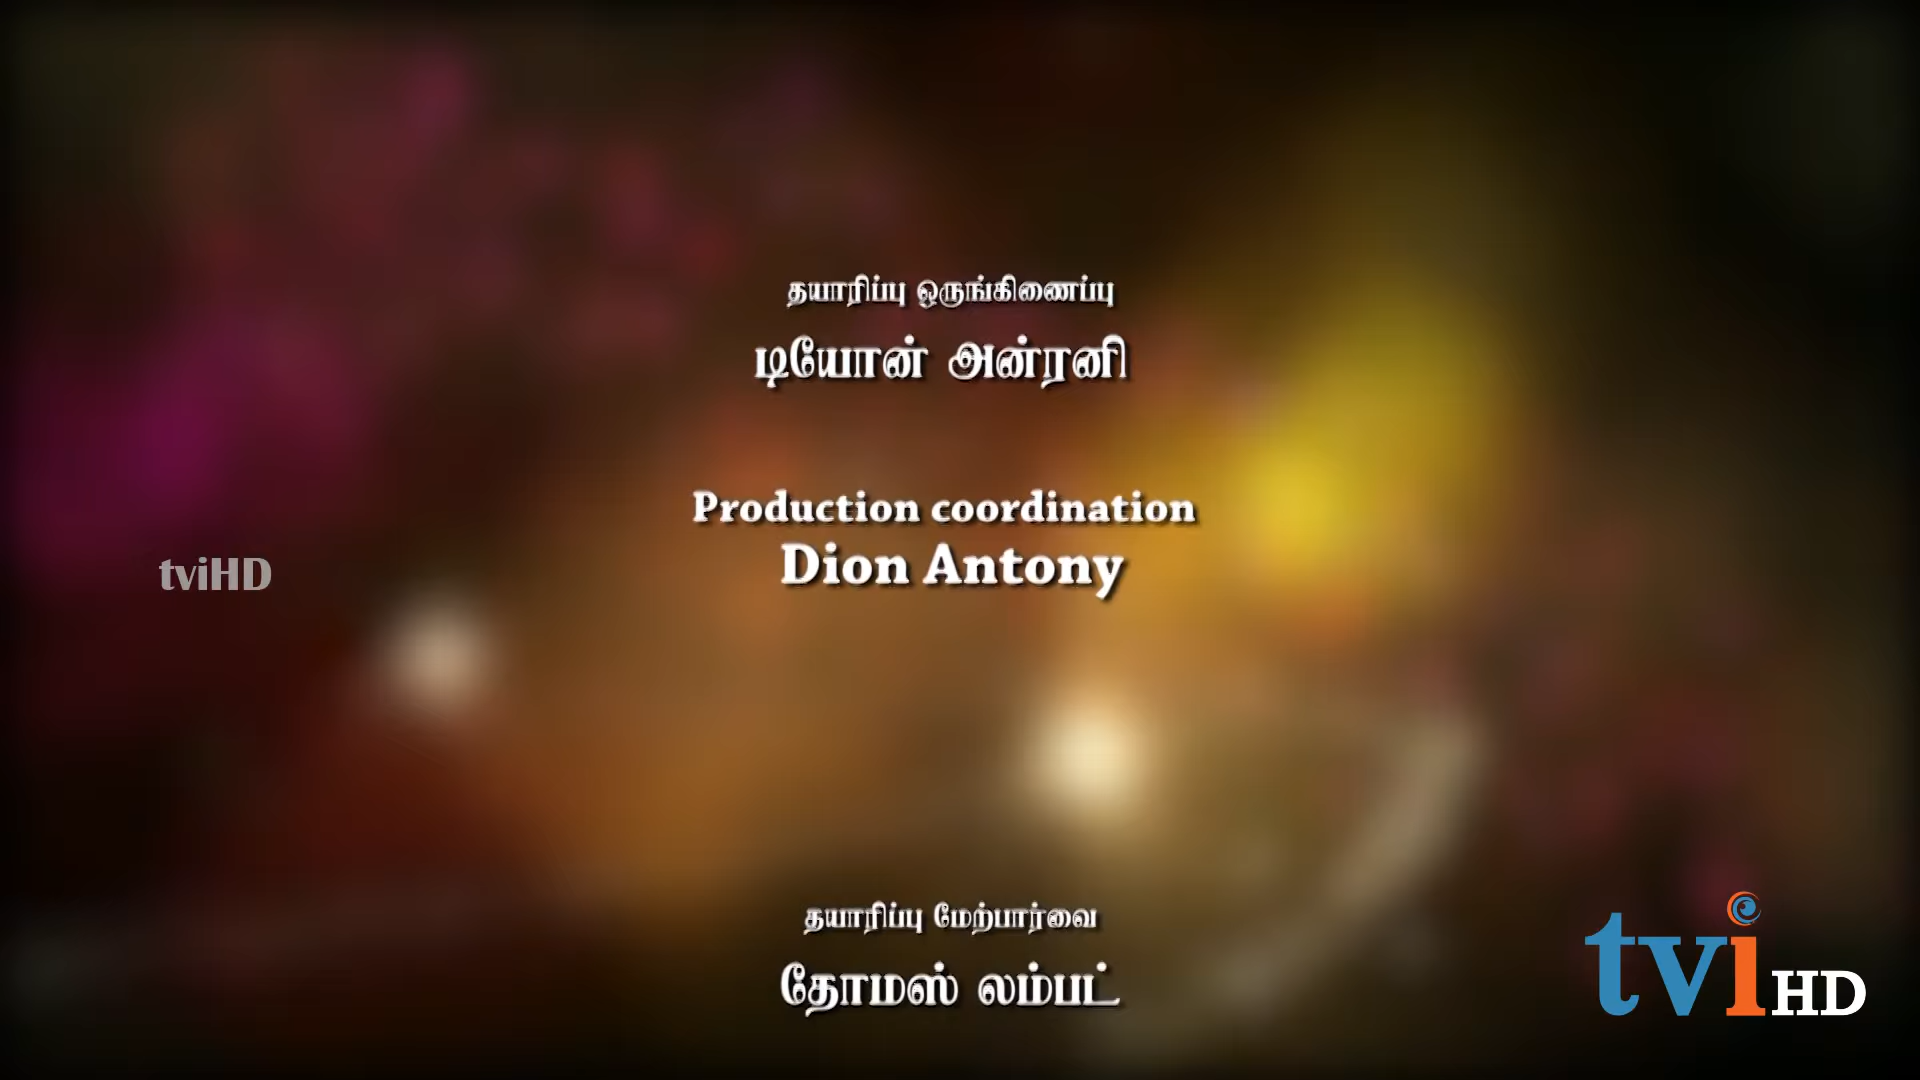 தயாரிப்பு ஒருங்கிணைப்பு
டியோன் அன்ரனி
Production coordination
Dion Antony
tviHD
தயாரிப்பு மேற்பார்வை
தோமஸ் லம்பட்
tvi HD